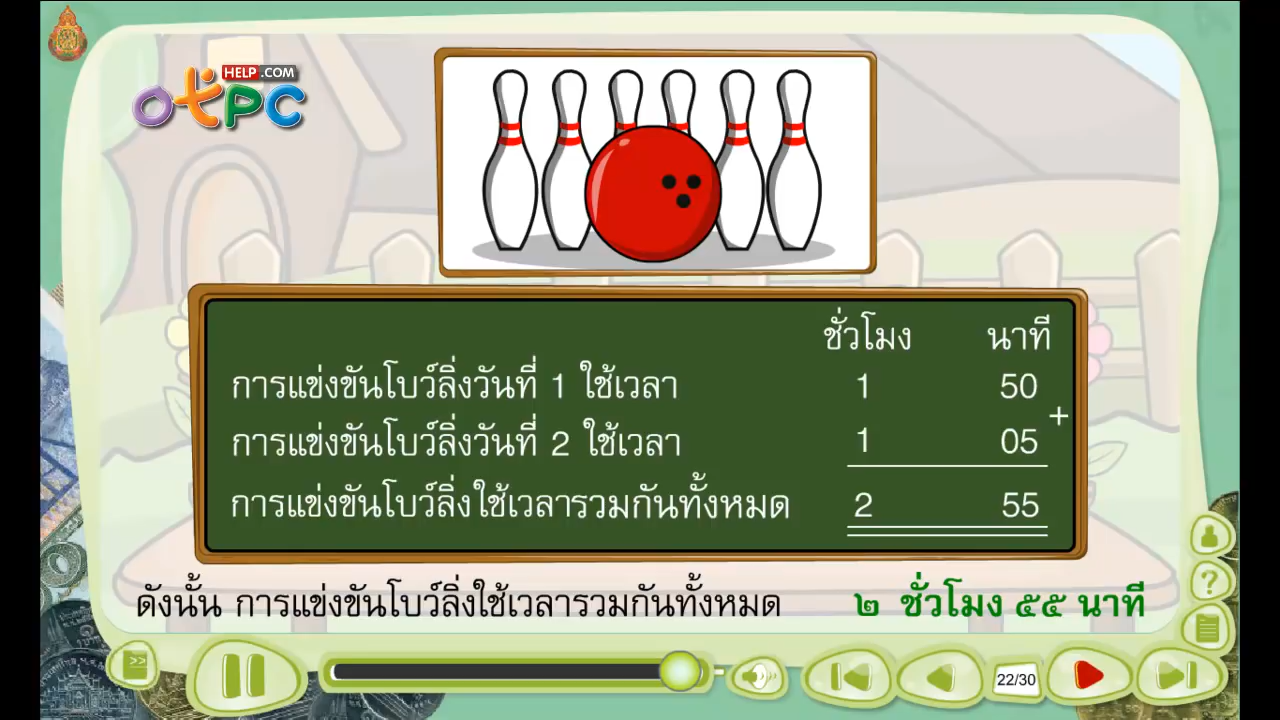 OTPC HELP.COM
ชั่วโมง นาที
การแข่งขันโบว์ลิ่งวันที่ 1 ใช้เวลา 1 50
+
การแข่งขันโบว์ลิ่งวันที่ 2 ใช้เวลา 1 05
การแข่งขันโบว์ลิ่งใช้เวลารวมกันทั้งหมด 2 55
ดังนั้น การแข่งขันโบว์ลิ่งใช้เวลารวมกันทั้งหมด ๒ ชั่วโมง ๕๕ นาที
22/30